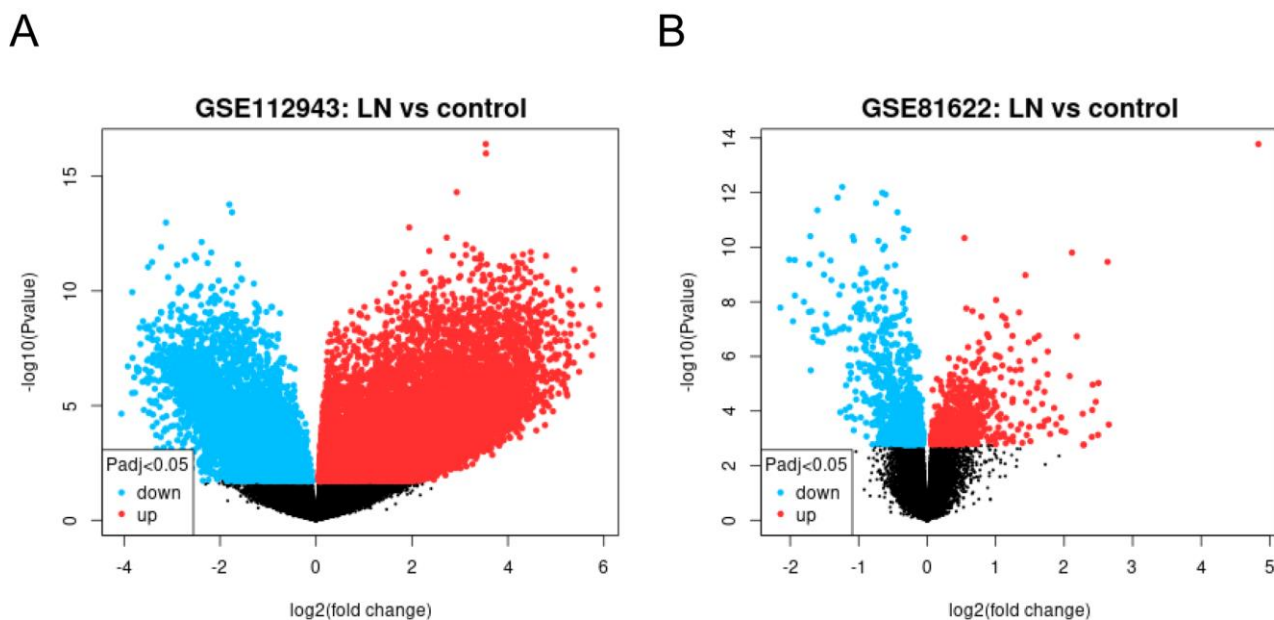 A
B
GSE112943: LN vs control
-log10(Pvalue)
15
10
5
0
Padj<0.05
down
up
-4
-2
0
2
4
6
log2(fold change)
GSE81622: LN vs control
-log10(Pvalue)
14
12
10
8
6
4
2
0
Padj<0.05
down
up
-2
-1
0
1
2
3
4
5
log2(fold change)